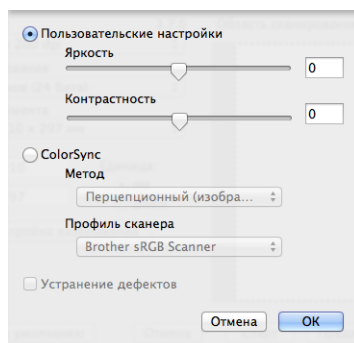 Пользовательские настройки
Яркость
0
Контрастность
0
ColorSync
Метод
Перцепционный (изобра...
Профиль сканера
Brother sRGB Scanner
Устранение дефектов
Отмена
OK